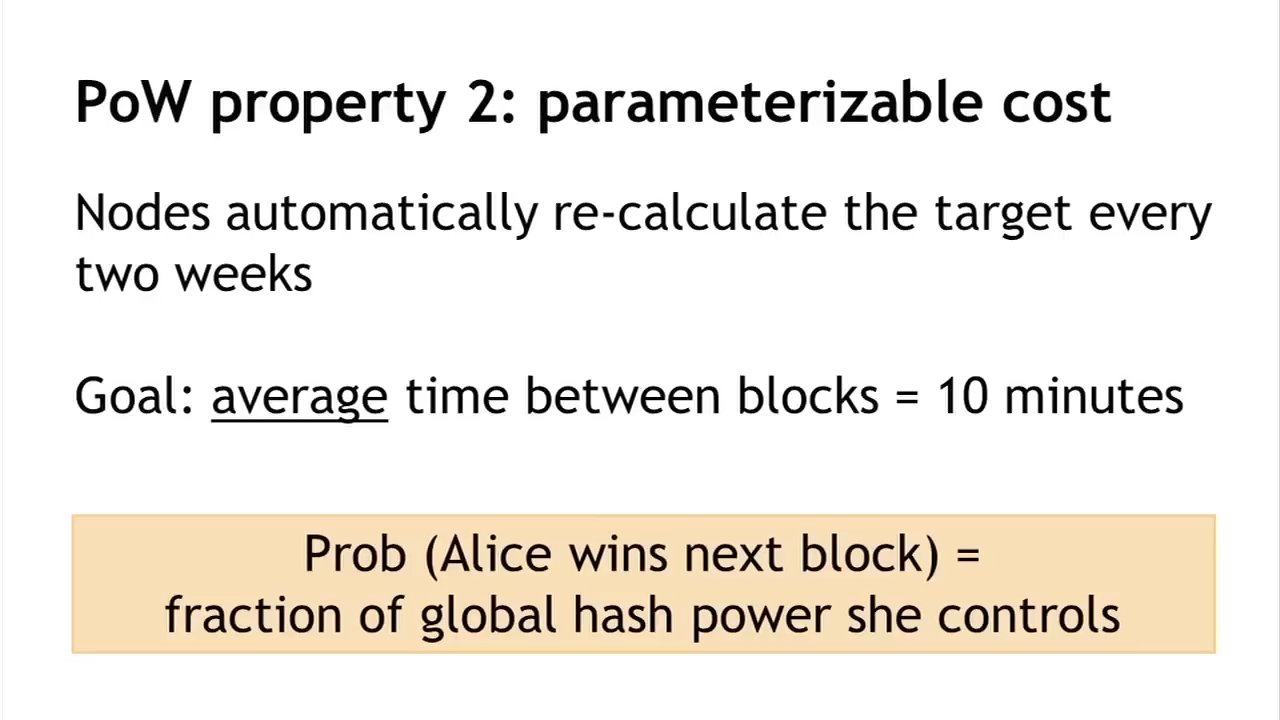 PoW property 2: parameterizable cost
Nodes automatically re-calculate the target every
two weeks
Goal: average time between blocks = 10 minutes
Prob (Alice wins next block) =
fraction of global hash power she controls